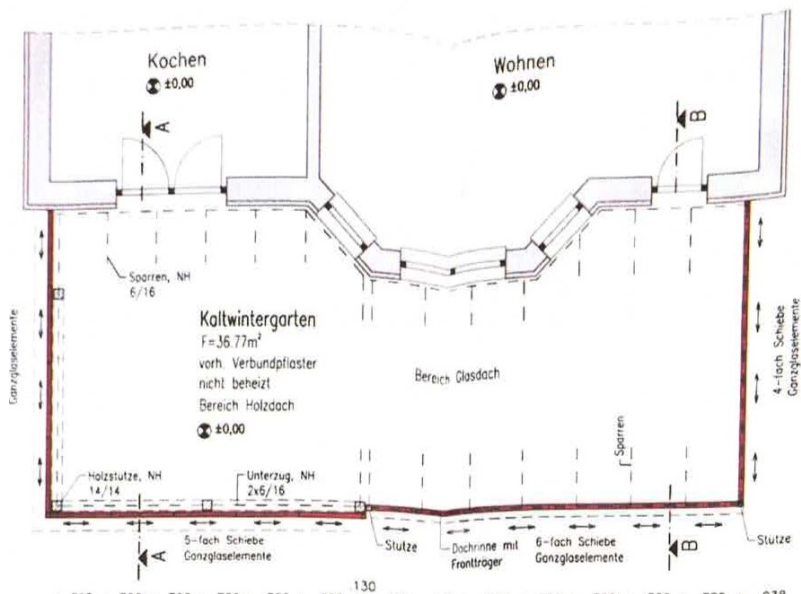 Kochen
±0,00
Wohnen
±0,00
A
B
Sparren, NH
6/16
Ganzglaselemente
Kaltwintergarten
F=36.77m²
vorh. Verbundpflaster
nicht beheizt
Bereich Holzdach
±0,00
Bereich Glasdach
4-fach Schiebe
Ganzglaselemente
Sparren
Holzstütze, NH
14/14
Unterzug, NH
2x6/16
A
5-fach Schiebe
Ganzglaselemente
Stütze
Dachrinne mit
Frontträger
6-fach Schiebe
Ganzglaselemente
B
Stütze
.130